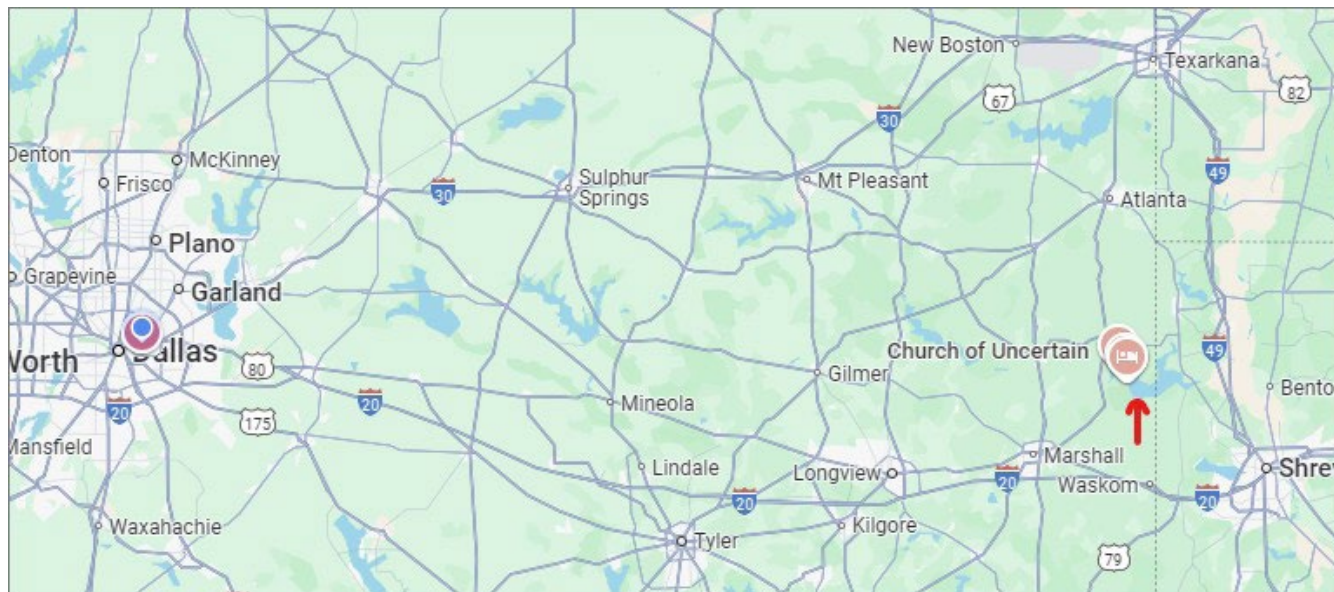 New Boston
Texarkana
67
82
30
Denton
McKinney
Frisco
30
Sulphur
Springs
Mt Pleasant
49
Atlanta
Plano
Grapevine
Garland
Dallas
Worth
80
Church of Uncertain
49
Gilmer
Bento
20
20
175
Mineola
Mansfield
Lindale
Longview
Marshall
20
Waskom
Shrev
20
20
Waxahachie
Kilgore
Tyler
79